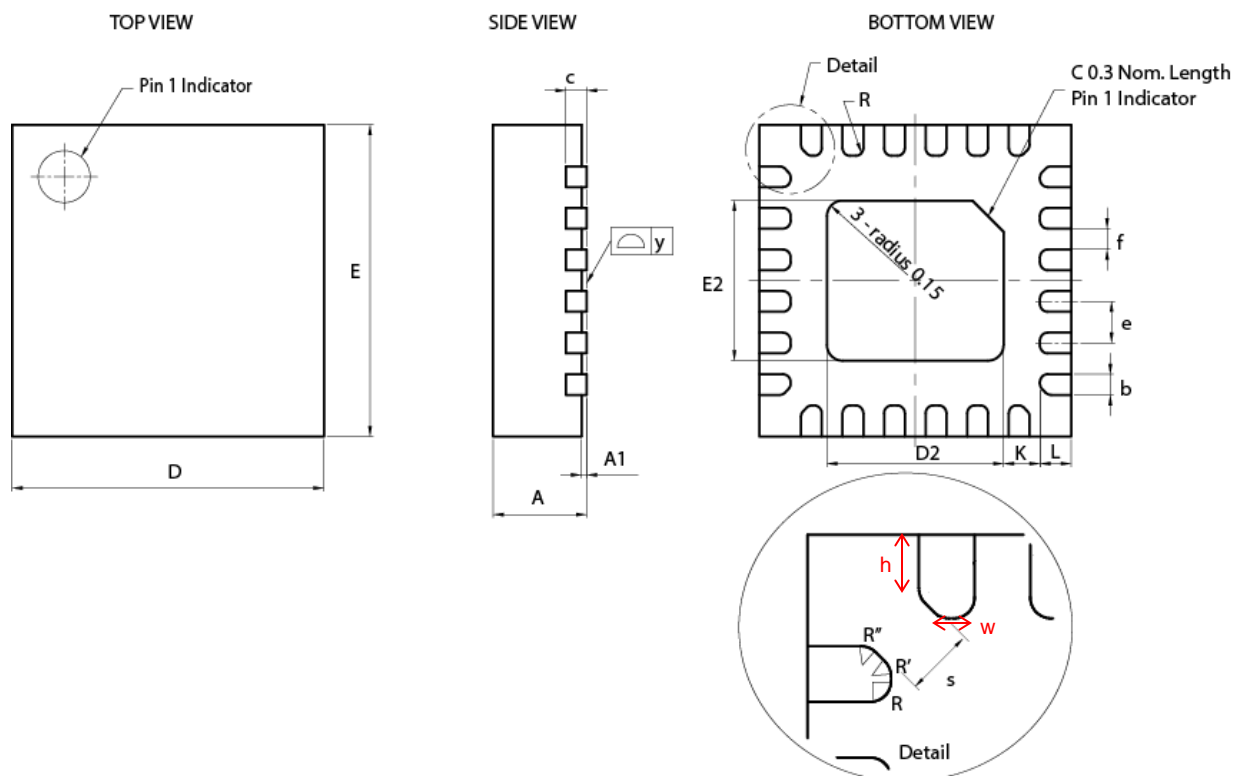 TOP VIEW
SIDE VIEW
BOTTOM VIEW
Pin 1 Indicator
c
Detail
R
C 0.3 Nom. Length
Pin 1 Indicator
E
y
3 - radius 0.15
E2
f
e
b
D
A1
A
D2
K
L
h
w
R"
R'
R
s
Detail